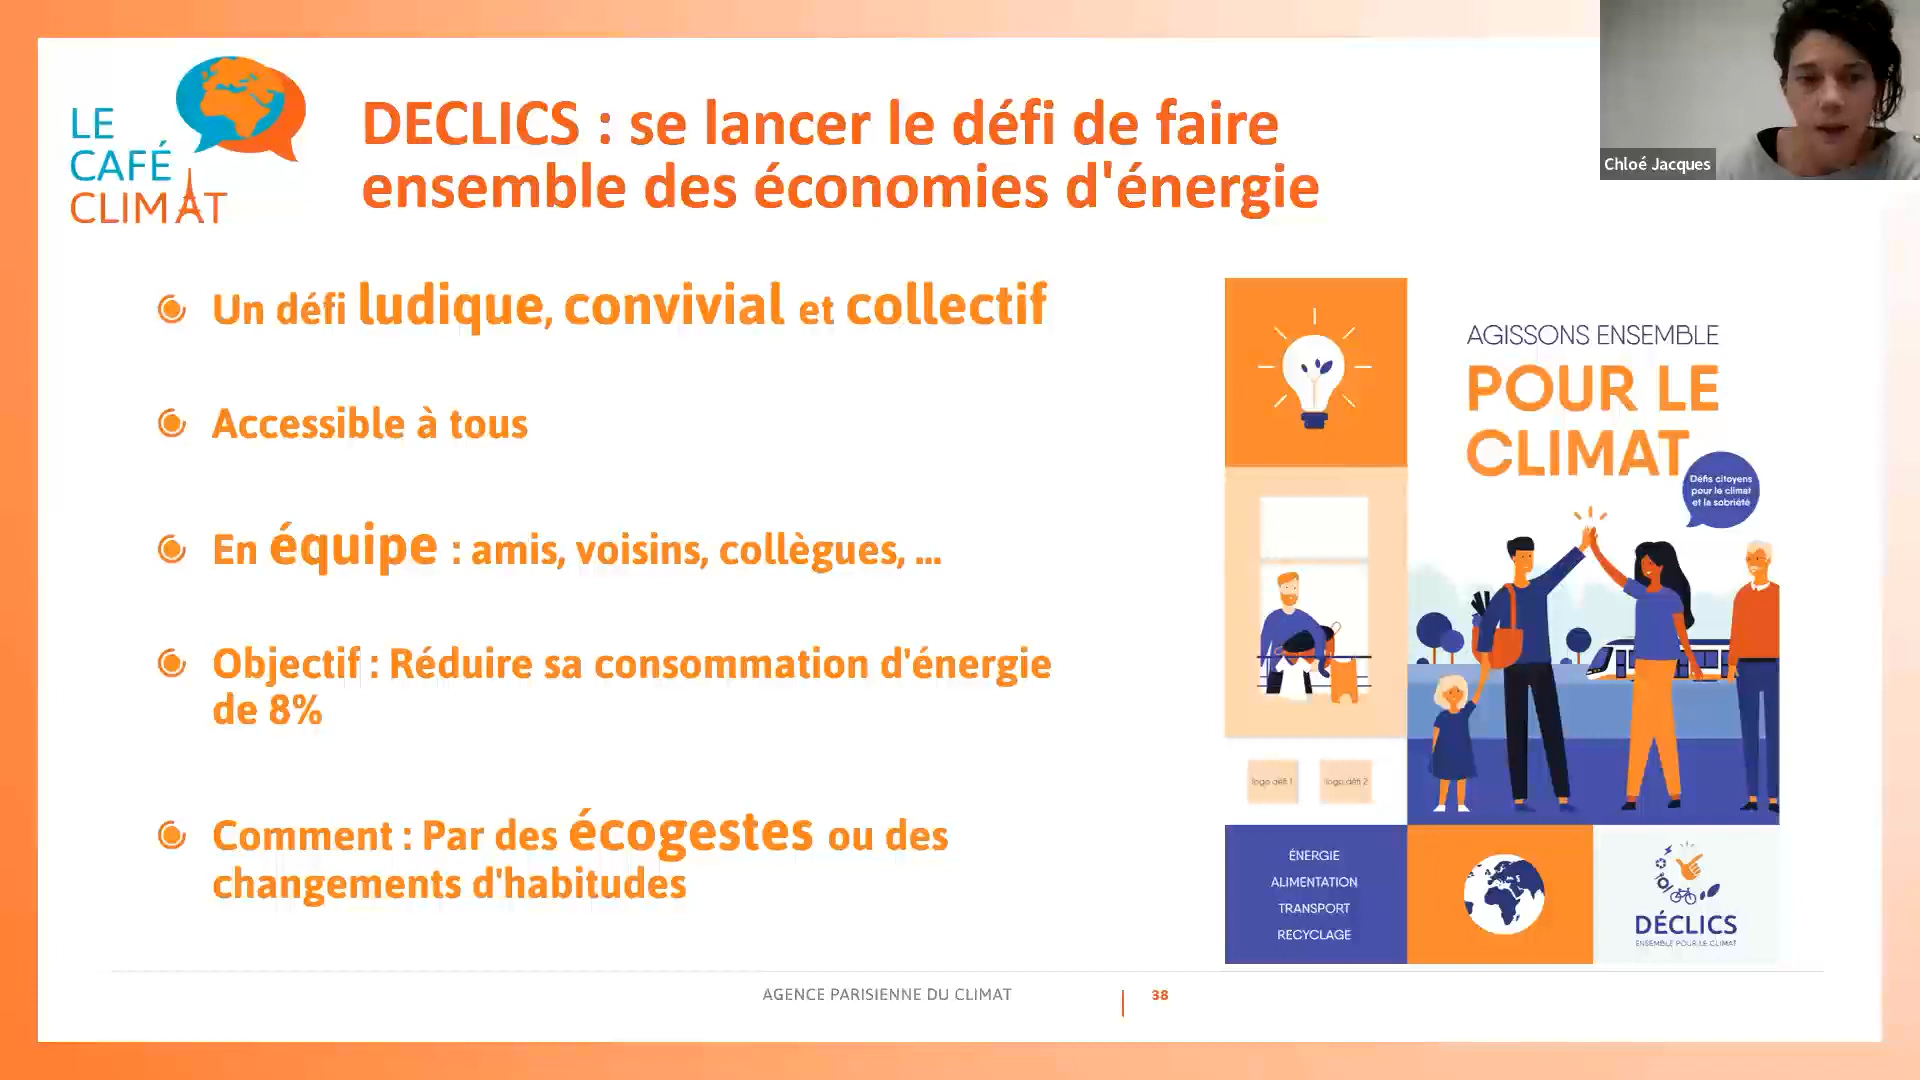 LE
CAFÉ
CLIMAT
DECLICS : se lancer le défi de faire
ensemble des économies d'énergie
Chloé Jacques
Un défi ludique, convivial et collectif
Accessible à tous
En équipe : amis, voisins, collègues, ...
Objectif : Réduire sa consommation d'énergie
de 8%
Comment : Par des écogestes ou des
changements d'habitudes
AGISSONS ENSEMBLE
POUR LE
CLIMAT
Défis citoyens
pour le climat
et la sobriété
logo défi 1
logo défi 2
ÉNERGIE
ALIMENTATION
TRANSPORT
RECYCLAGE
DÉCLICS
ENSEMBLE POUR LE CLIMAT
AGENCE PARISIENNE DU CLIMAT
38